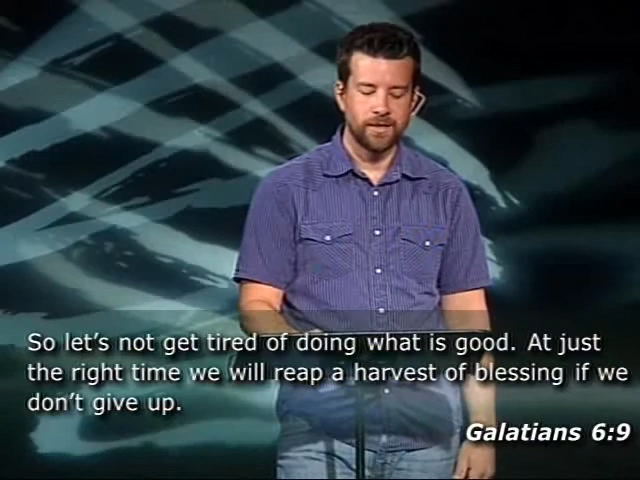 So let's not get tired of doing what is good. At just
the right time we will reap a harvest of blessing if we
don't give up.
Galatians 6:9